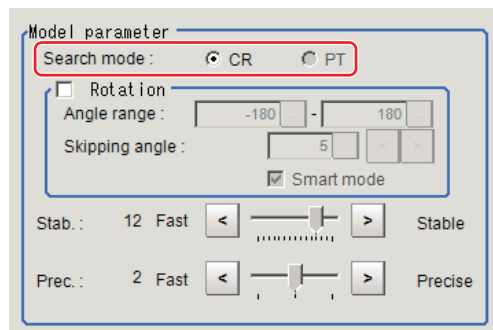 Model parameter
Search mode : CR PT
Rotation
Angle range : -180 - 180
Skipping angle : 5 < >
Smart mode
Stab. : 12 Fast < > Stable
Prec. : 2 Fast < > Precise